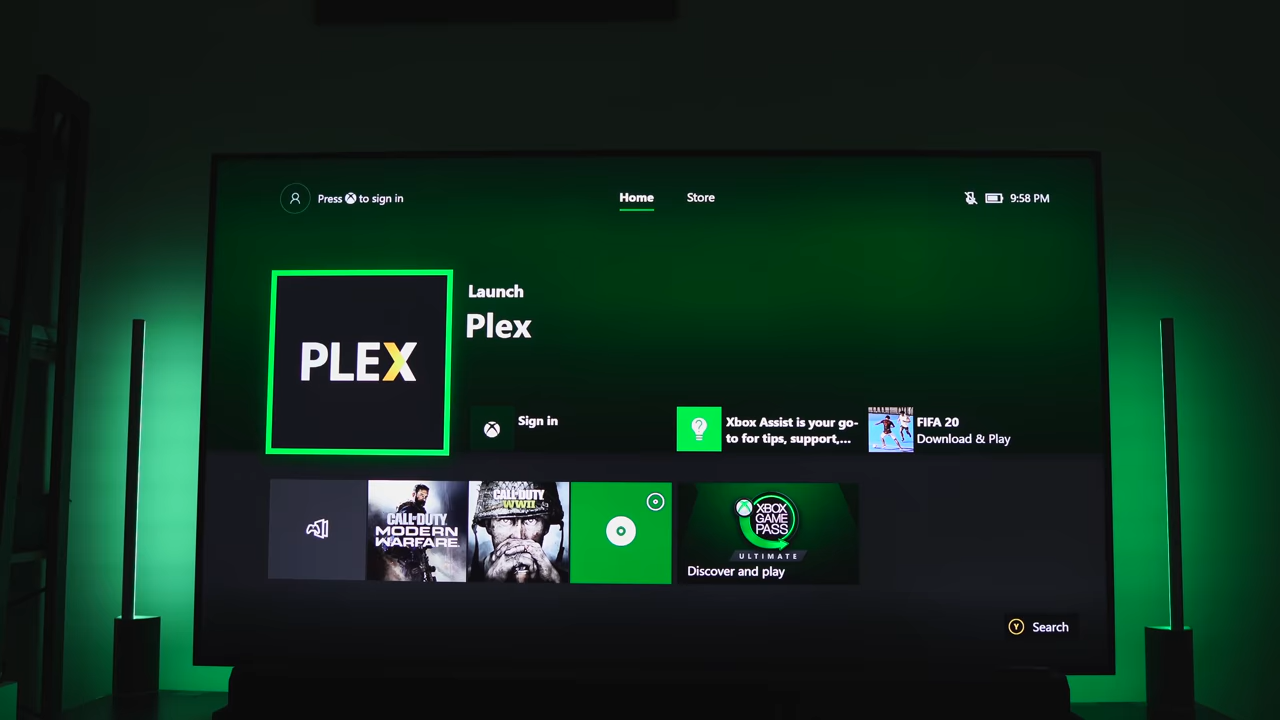 Press to sign in
Home
Store
9:58 PM
PLEX
Launch
Plex
Sign in
Xbox Assist is your go-
to for tips, support,...
FIFA 20
Download & Play
CALL·DUTY
MODERN
WARFARE
CALL·DUTY
WWII
XBOX
GAME
PASS
ULTIMATE
Discover and play
Y
Search